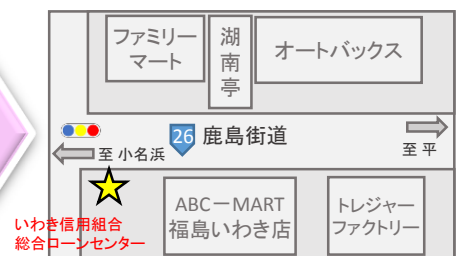 ファミリー
マート
湖
南
亭
オートバックス
26 鹿島街道
至 小名浜
至 平
いわき信用組合
総合ローンセンター
ABCーMART
福島いわき店
トレジャー
ファクトリー